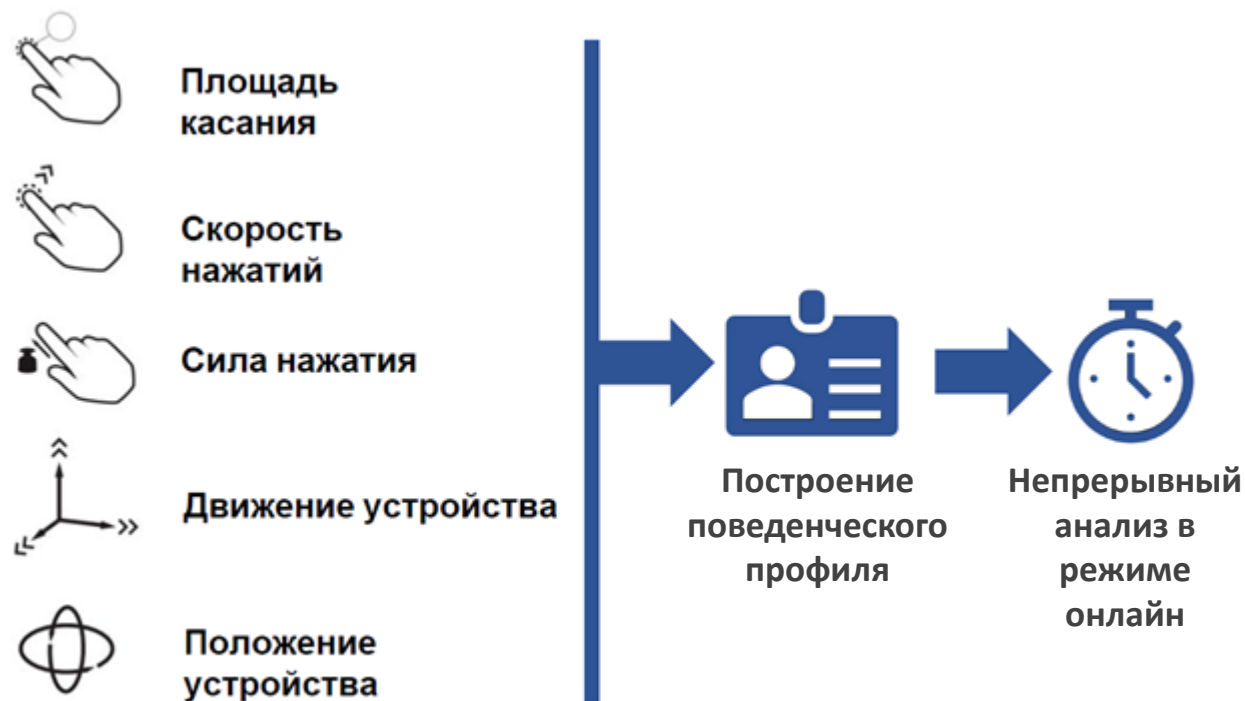 Площадь
касания
Скорость
нажатий
Сила нажатия
Движение устройства
Положение
устройства
Построение
поведенческого
профиля
Непрерывный
анализ в
режиме
онлайн